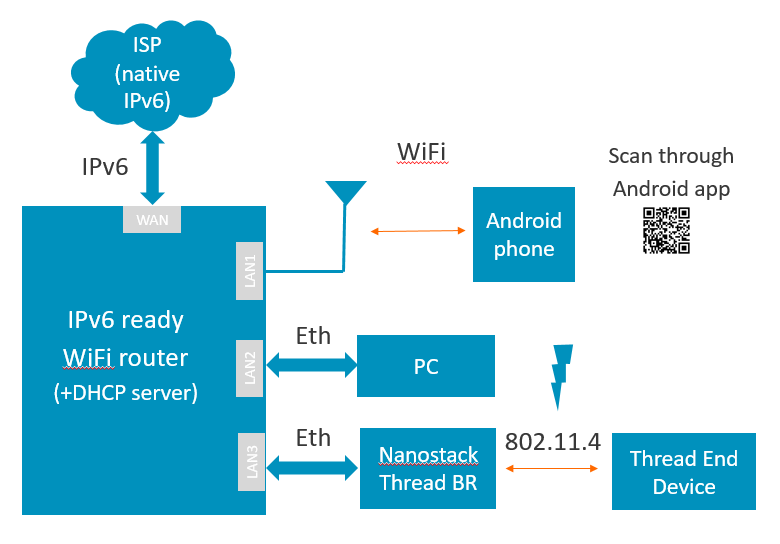 ISP
(native
IPv6)
IPv6
WiFi
Scan through
Android app
WAN
LAN1
Android
phone
IPv6 ready
WiFi router
(+DHCP server)
LAN2
Eth
PC
LAN3
Eth
Nanostack
Thread BR
802.11.4
Thread End
Device